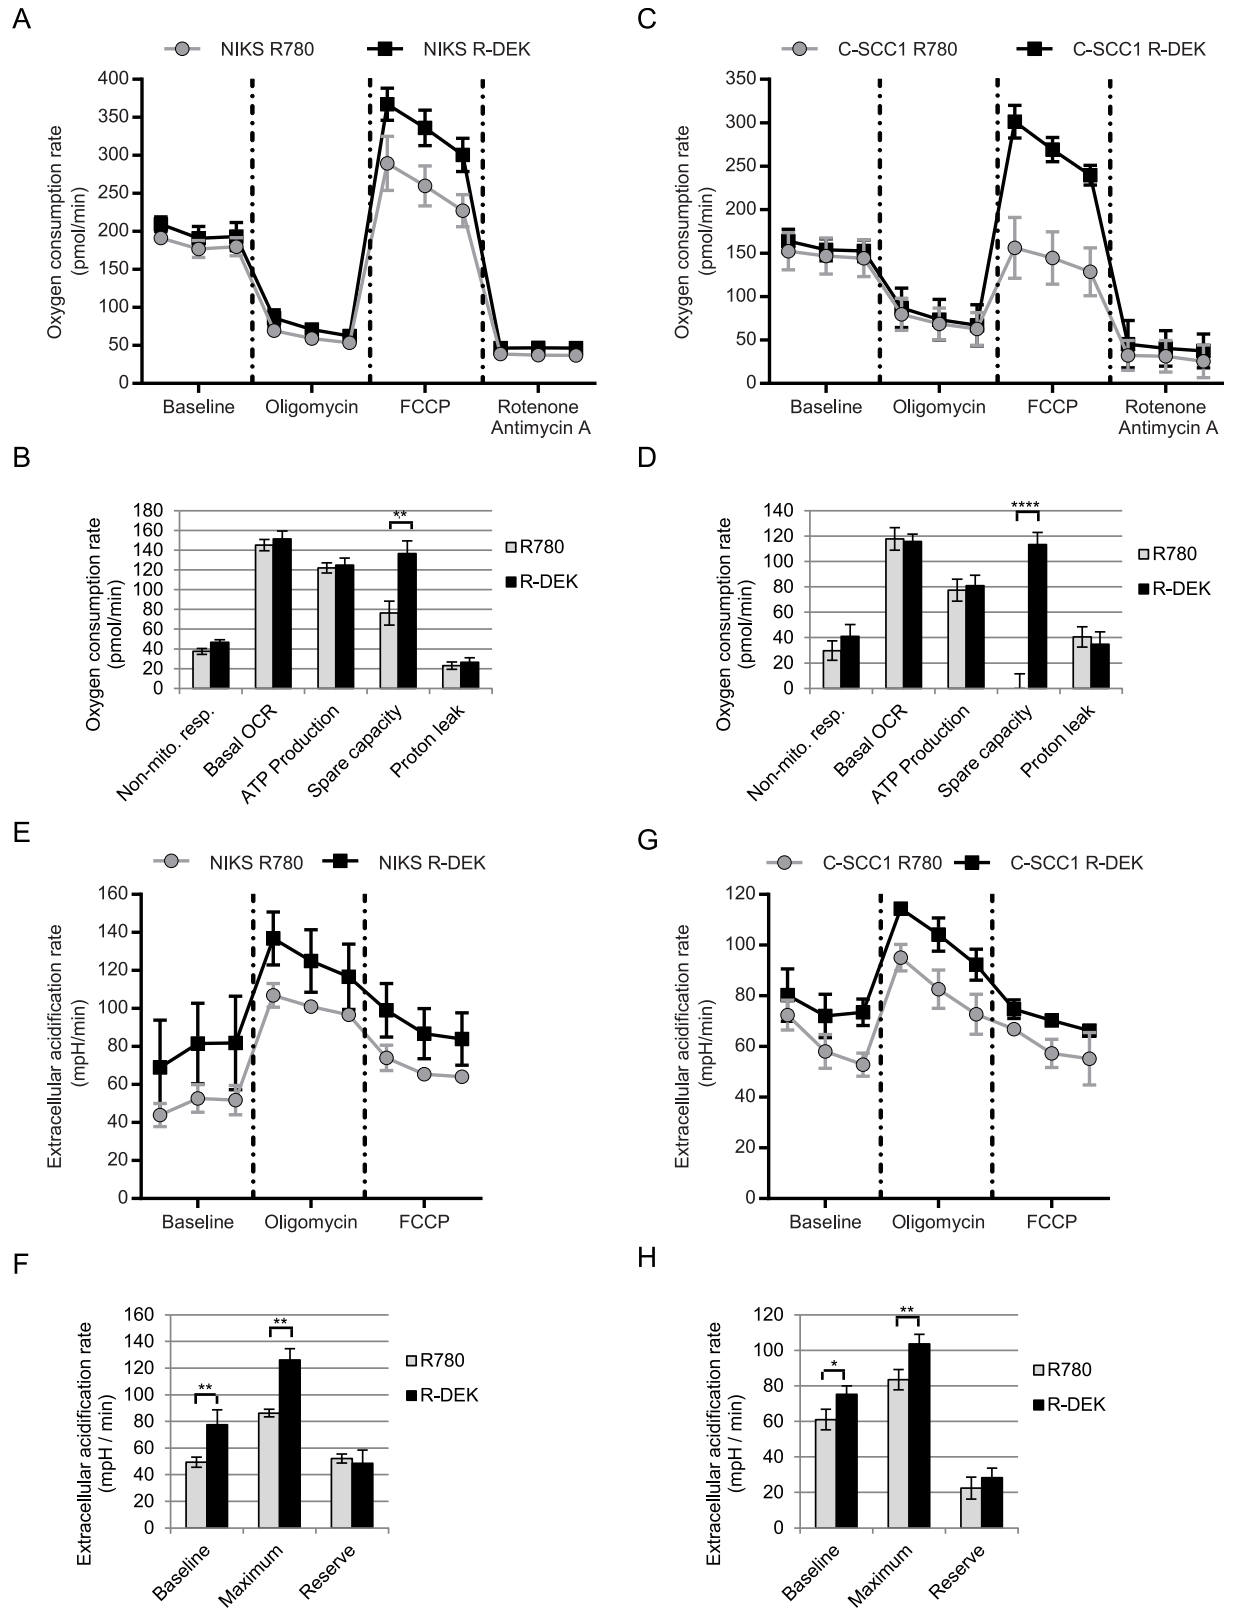 A
NIKS R780 NIKS R-DEK
Oxygen consumption rate
(pmol/min)
400
350
300
250
200
150
100
50
0
Baseline Oligomycin FCCP Rotenone
Antimycin A
C
C-SCC1 R780 C-SCC1 R-DEK
Oxygen consumption rate
(pmol/min)
350
300
250
200
150
100
50
0
Baseline Oligomycin FCCP Rotenone
Antimycin A
B
Oxygen consumption rate
(pmol/min)
180
160
140
120
100
80
60
40
20
0
**
R780
R-DEK
Non-mito. resp.
Basal OCR
ATP Production
Spare capacity
Proton leak
D
Oxygen consumption rate
(pmol/min)
140
120
100
80
60
40
20
0
****
R780
R-DEK
Non-mito. resp.
Basal OCR
ATP Production
Spare capacity
Proton leak
E
NIKS R780 NIKS R-DEK
Extracellular acidification rate
(mpH/min)
160
140
120
100
80
60
40
20
0
Baseline Oligomycin FCCP
G
C-SCC1 R780 C-SCC1 R-DEK
Extracellular acidification rate
(mpH/min)
120
100
80
60
40
20
0
Baseline Oligomycin FCCP
F
Extracellular acidification rate
(mpH / min)
160
140
120
100
80
60
40
20
0
**
**
R780
R-DEK
Baseline
Maximum
Reserve
H
Extracellular acidification rate
(mpH / min)
120
100
80
60
40
20
0
*
**
R780
R-DEK
Baseline
Maximum
Reserve